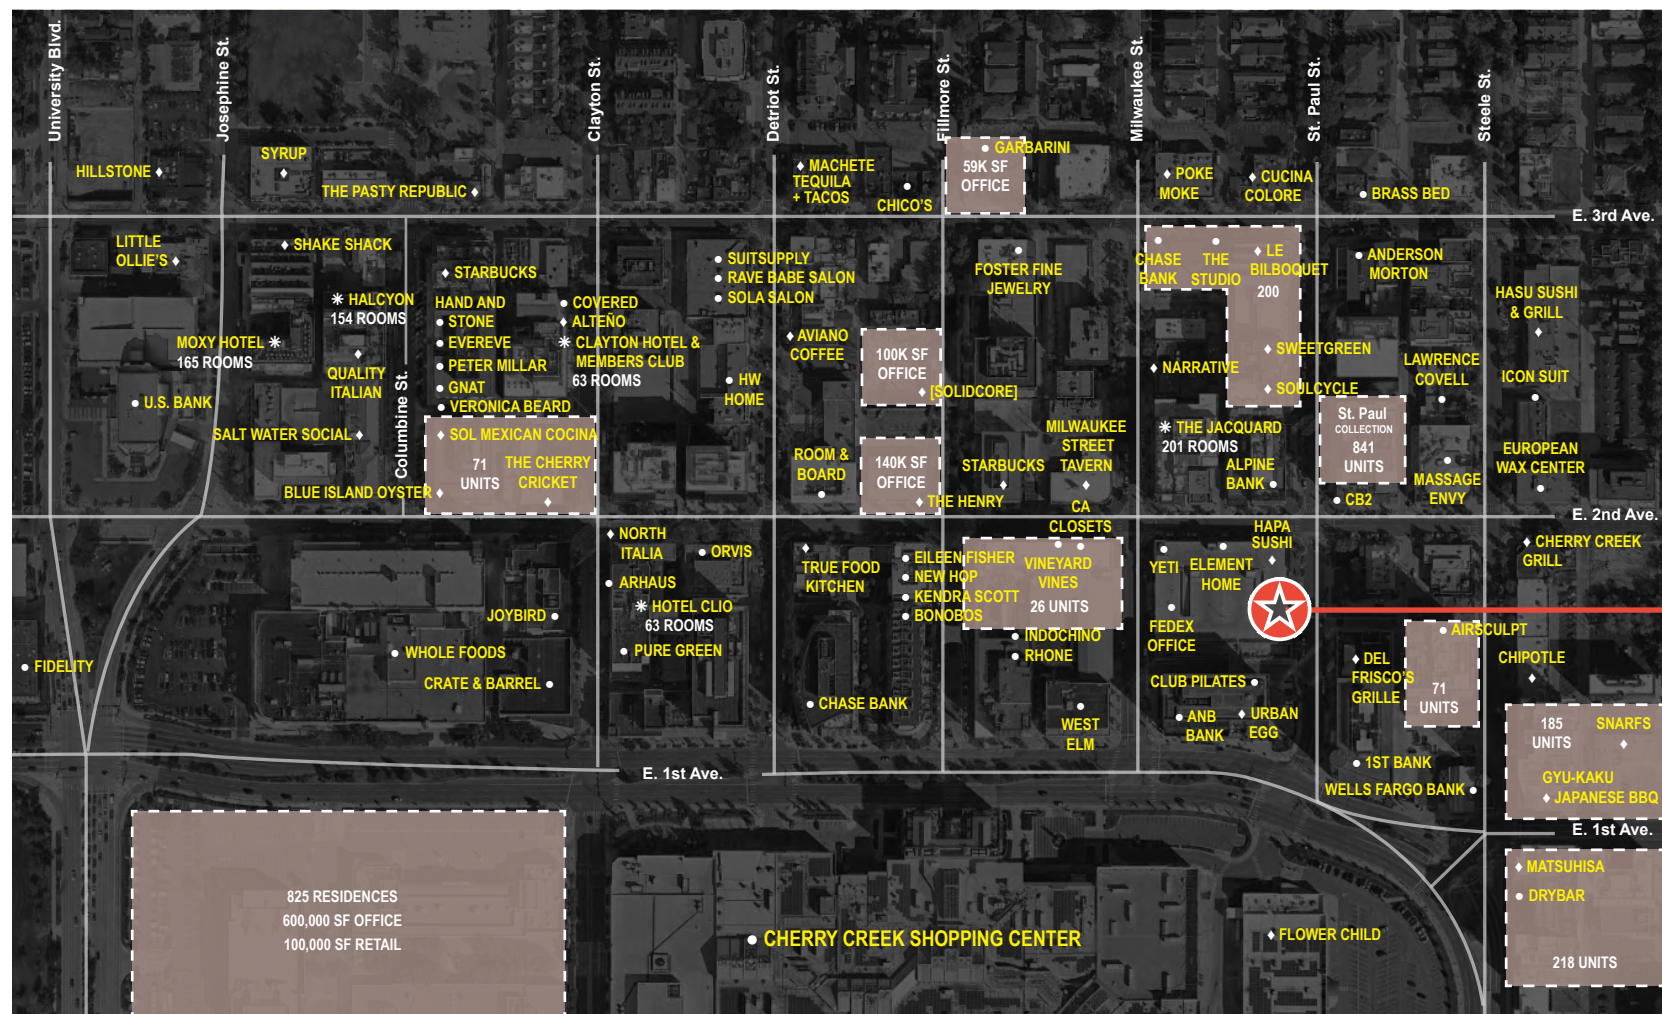 University Blvd.
Josephine St.
Clayton St.
Detriot St.
Fillmore St.
Milwaukee St.
St. Paul St.
Steele St.
HILLSTONE
SYRUP
THE PASTY REPUBLIC
MACHETE
TEQUILA
+ TACOS
CHICO'S
GARBARINI
59K SF
OFFICE
POKE
MOKE
CUCINA
COLORE
BRASS BED
E. 3rd Ave.
LITTLE
OLLIE'S
SHAKE SHACK
STARBUCKS
SUITSUPPLY
RAVE BABE SALON
SOLA SALON
FOSTER FINE
JEWELRY
CHASE
BANK
THE
STUDIO
LE
BILBOQUET
200
ANDERSON
MORTON
HALCYON
154 ROOMS
HAND AND
STONE
EVEREVE
PETER MILLAR
GNAT
VERONICA BEARD
COVERED
ALTEÑO
CLAYTON HOTEL &
MEMBERS CLUB
63 ROOMS
HASU SUSHI
& GRILL
MOXY HOTEL
165 ROOMS
QUALITY
ITALIAN
AVIANO
COFFEE
100K SF
OFFICE
[SOLIDCORE]
NARRATIVE
SWEETGREEN
SOULCYCLE
LAWRENCE
COVELL
ICON SUIT
HW
HOME
U.S. BANK
SALT WATER SOCIAL
Columbine St.
SOL MEXICAN COCINA
71
UNITS
THE CHERRY
CRICKET
BLUE ISLAND OYSTER
ROOM &
BOARD
140K SF
OFFICE
THE HENRY
STARBUCKS
MILWAUKEE
STREET
TAVERN
THE JACQUARD
201 ROOMS
ALPINE
BANK
St. Paul
COLLECTION
841
UNITS
CB2
MASSAGE
ENVY
EUROPEAN
WAX CENTER
E. 2nd Ave.
NORTH
ITALIA
ORVIS
ARHAUS
HOTEL CLIO
63 ROOMS
PURE GREEN
JOYBIRD
WHOLE FOODS
CRATE & BARREL
FIDELITY
TRUE FOOD
KITCHEN
EILEEN FISHER
NEW HOP
KENDRA SCOTT
BONOBOS
CA
CLOSETS
VINEYARD
VINES
26 UNITS
INDOCHINO
RHONE
YETI
ELEMENT
HOME
HAPA
SUSHI
CHERRY CREEK
GRILL
FEDEX
OFFICE
AIRSCULPT
71
UNITS
DEL
FRISCO'S
GRILLE
CHIPOTLE
CHASE BANK
WEST
ELM
CLUB PILATES
ANB
BANK
URBAN
EGG
185
UNITS
SNARFS
1ST BANK
WELLS FARGO BANK
GYU-KAKU
JAPANESE BBQ
E. 1st Ave.
E. 1st Ave.
MATSUHISA
DRYBAR
218 UNITS
825 RESIDENCES
600,000 SF OFFICE
100,000 SF RETAIL
CHERRY CREEK SHOPPING CENTER
FLOWER CHILD